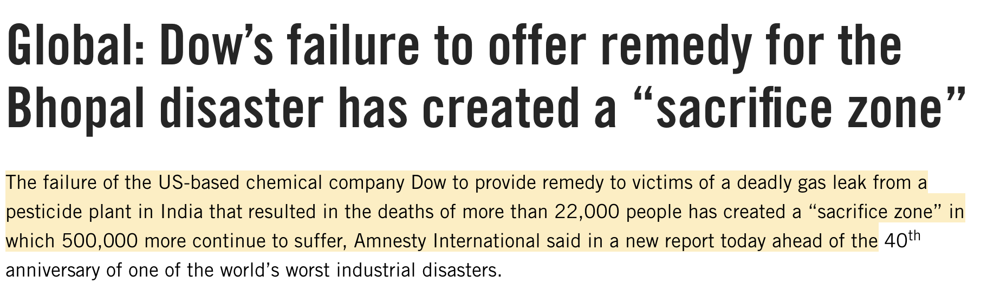 Global: Dow’s failure to offer remedy for the
Bhopal disaster has created a “sacrifice zone”
The failure of the US-based chemical company Dow to provide remedy to victims of a deadly gas leak from a
pesticide plant in India that resulted in the deaths of more than 22,000 people has created a “sacrifice zone” in
which 500,000 more continue to suffer, Amnesty International said in a new report today ahead of the 40th
anniversary of one of the world’s worst industrial disasters.